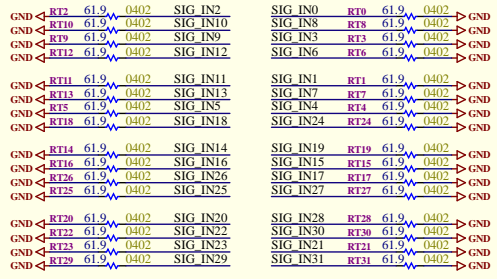 GND RT2 61.9 0402 SIG_IN2 SIG_IN0 RT0 61.9 0402 GND
GND RT10 61.9 0402 SIG_IN10 SIG_IN8 RT8 61.9 0402 GND
GND RT9 61.9 0402 SIG_IN9 SIG_IN3 RT3 61.9 0402 GND
GND RT12 61.9 0402 SIG_IN12 SIG_IN6 RT6 61.9 0402 GND
GND RT11 61.9 0402 SIG_IN11 SIG_IN1 RT1 61.9 0402 GND
GND RT13 61.9 0402 SIG_IN13 SIG_IN7 RT7 61.9 0402 GND
GND RT5 61.9 0402 SIG_IN5 SIG_IN4 RT4 61.9 0402 GND
GND RT18 61.9 0402 SIG_IN18 SIG_IN24 RT24 61.9 0402 GND
GND RT14 61.9 0402 SIG_IN14 SIG_IN19 RT19 61.9 0402 GND
GND RT16 61.9 0402 SIG_IN16 SIG_IN15 RT15 61.9 0402 GND
GND RT26 61.9 0402 SIG_IN26 SIG_IN17 RT17 61.9 0402 GND
GND RT25 61.9 0402 SIG_IN25 SIG_IN27 RT27 61.9 0402 GND
GND RT20 61.9 0402 SIG_IN20 SIG_IN28 RT28 61.9 0402 GND
GND RT22 61.9 0402 SIG_IN22 SIG_IN30 RT30 61.9 0402 GND
GND RT23 61.9 0402 SIG_IN23 SIG_IN21 RT21 61.9 0402 GND
GND RT29 61.9 0402 SIG_IN29 SIG_IN31 RT31 61.9 0402 GND